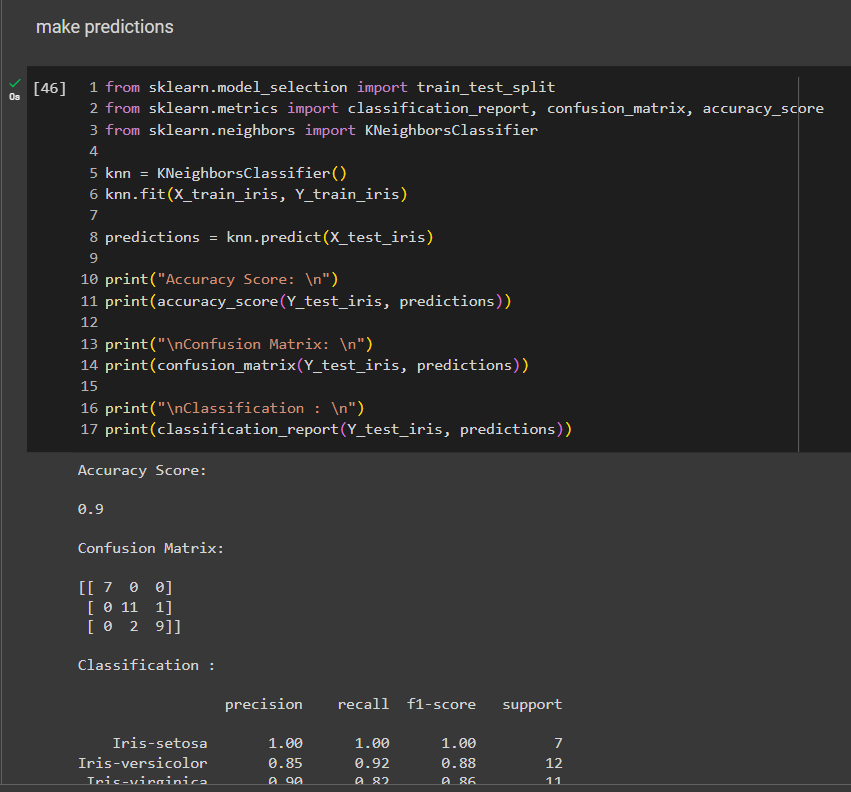 make predictions
[46]
0s
1 from sklearn.model_selection import train_test_split
2 from sklearn.metrics import classification_report, confusion_matrix, accuracy_score
3 from sklearn.neighbors import KNeighborsClassifier
4
5 knn = KNeighborsClassifier()
6 knn.fit(X_train_iris, Y_train_iris)
7
8 predictions = knn.predict(X_test_iris)
9
10 print("Accuracy Score: \n")
11 print(accuracy_score(Y_test_iris, predictions))
12
13 print("\nConfusion Matrix: \n")
14 print(confusion_matrix(Y_test_iris, predictions))
15
16 print("\nClassification : \n")
17 print(classification_report(Y_test_iris, predictions))
Accuracy Score:
0.9
Confusion Matrix:
[[ 7  0  0]
 [ 0 11  1]
 [ 0  2  9]]
Classification :
precision recall f1-score support
Iris-setosa 1.00 1.00 1.00 7
Iris-versicolor 0.85 0.92 0.88 12
Iris-virginica 0.90 0.82 0.86 11